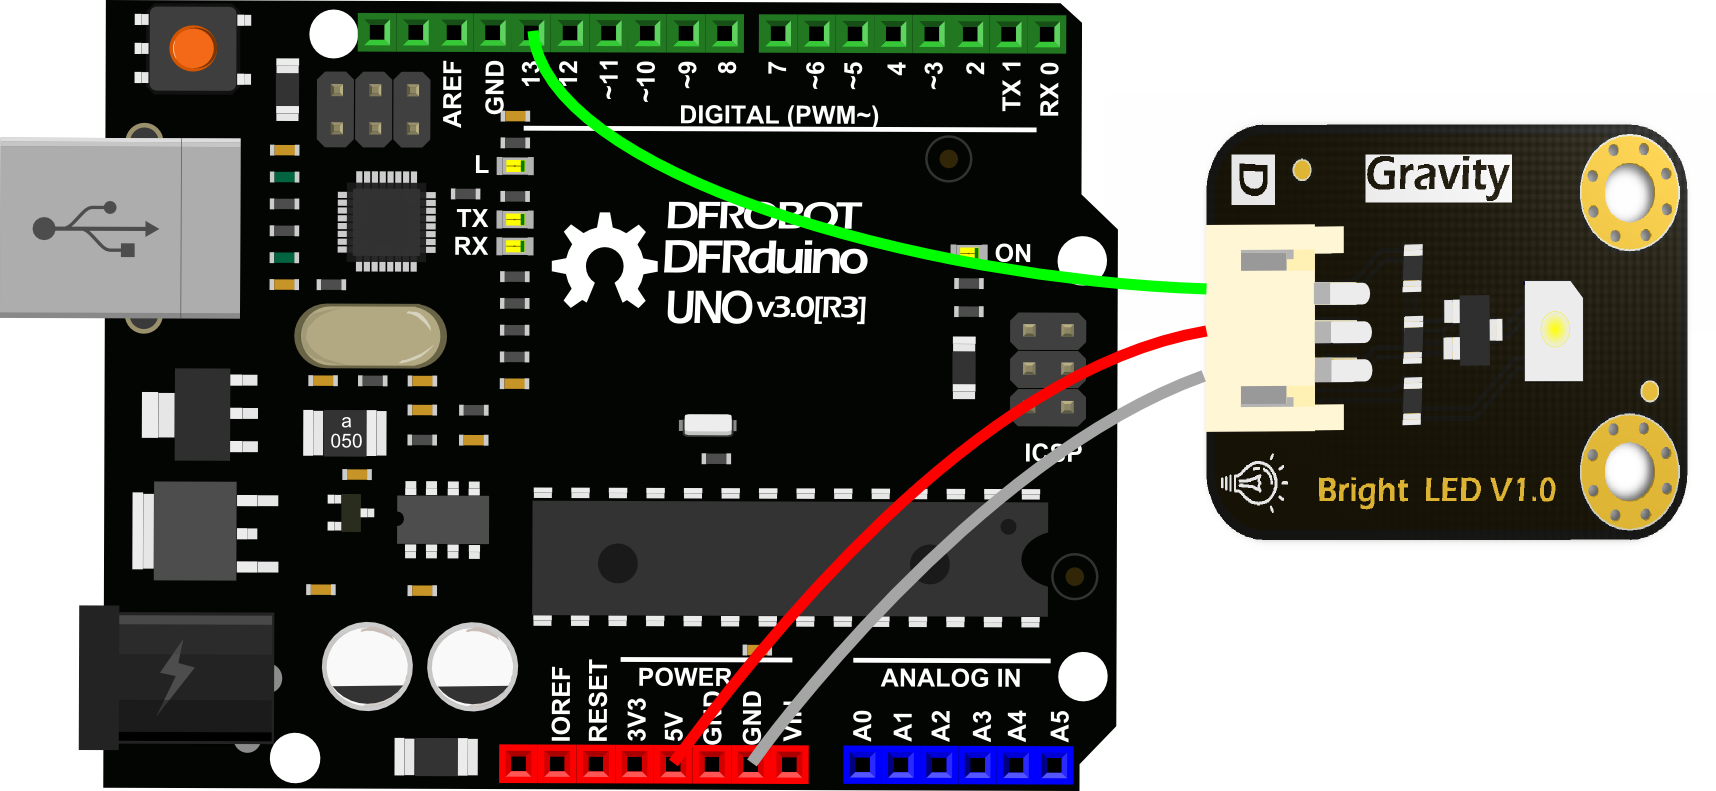 AREF
GND
13
12
~11
~10
~9
8
7
~6
~5
4
~3
2
TX 1
RX 0
DIGITAL (PWM~)
L
TX
RX
DFROBOT
DFRduino
UNO v3.0[R3]
ON
ICSP
a
050
POWER
ANALOG IN
IOREF
RESET
3V3
5V
GND
GND
VIN
A0
A1
A2
A3
A4
A5
D
Gravity
Bright LED V1.0